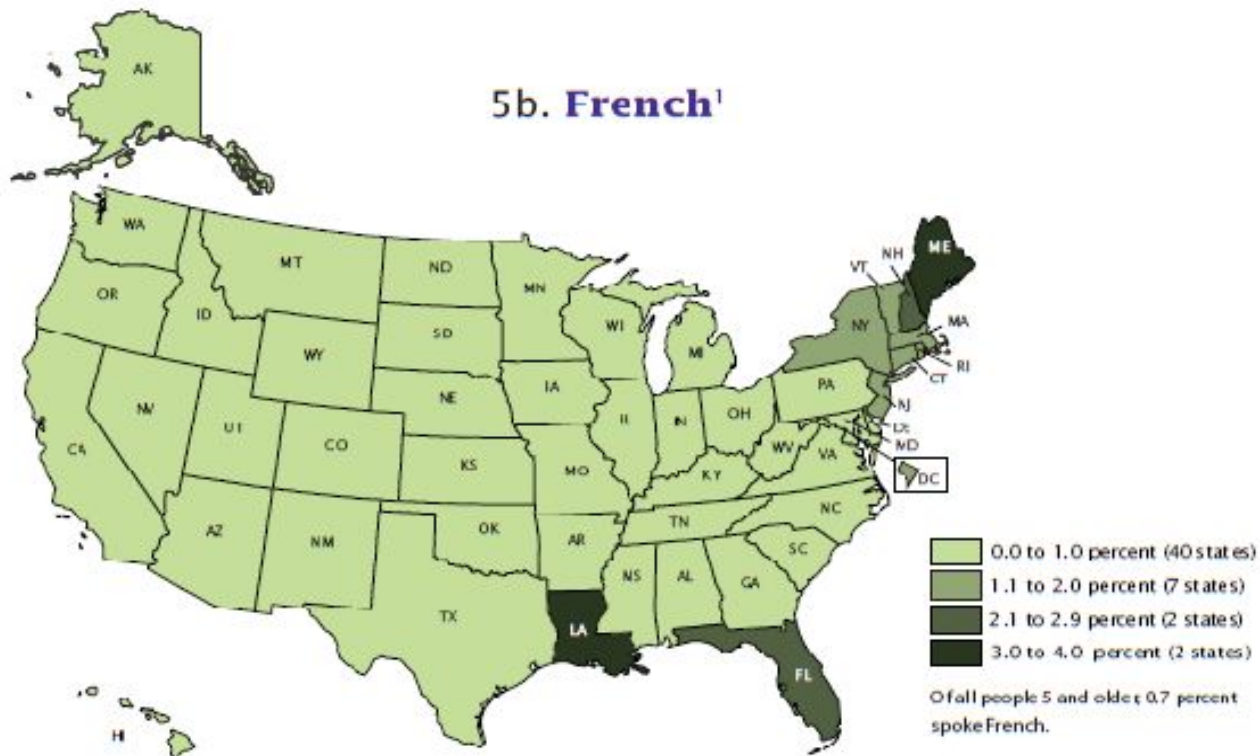 AK
5b. French¹
WA
MT
ND
MN
VT
NH
ME
OR
ID
SD
WI
NY
MA
WY
MI
RI
CT
IA
PA
NE
NV
OH
NJ
UT
IL
IN
DE
CO
MD
CA
WV
VA
KS
MO
KY
DC
NC
TN
AZ
OK
NM
AR
SC
NS
AL
GA
TX
LA
FL
HI
0.0 to 1.0 percent (40 states)
1.1 to 2.0 percent (7 states)
2.1 to 2.9 percent (2 states)
3.0 to 4.0 percent (2 states)
Of all people 5 and older, 0.7 percent
spoke French.